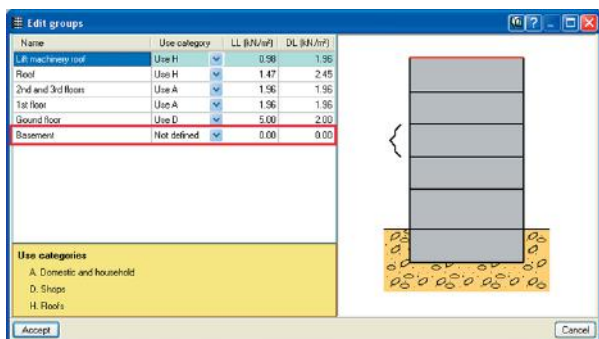 Edit groups
Name Use category LL (kN/m²) DL (kN/m²)
Lift machinery roof Use H 0.98 1.96
Roof Use H 1.47 2.45
2nd and 3rd floors Use A 1.96 1.96
1st floor Use A 1.96 1.96
Gound floor Use D 5.00 2.00
Basement Not defined 0.00 0.00
Use categories
A. Domestic and household
D. Shops
H. Roofs
Accept Cancel